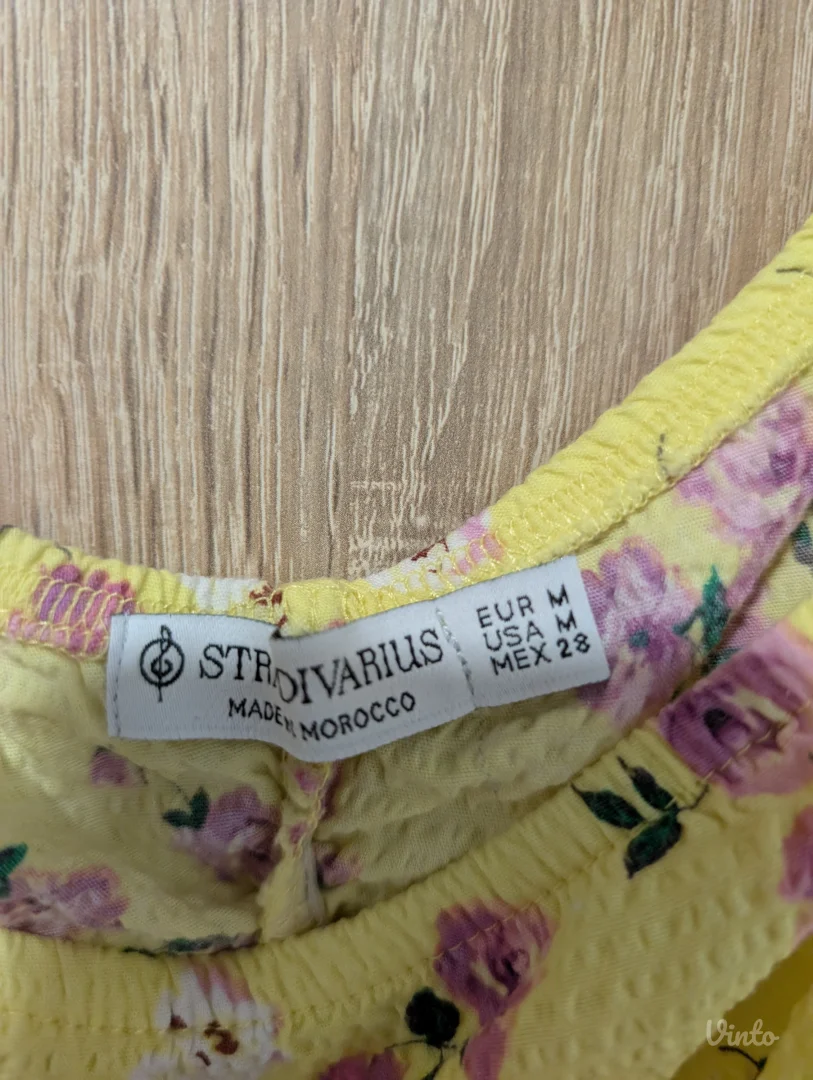 STRADIVARIUS
MADE IN MOROCCO
EUR M
USA M
MEX 28
Vinto